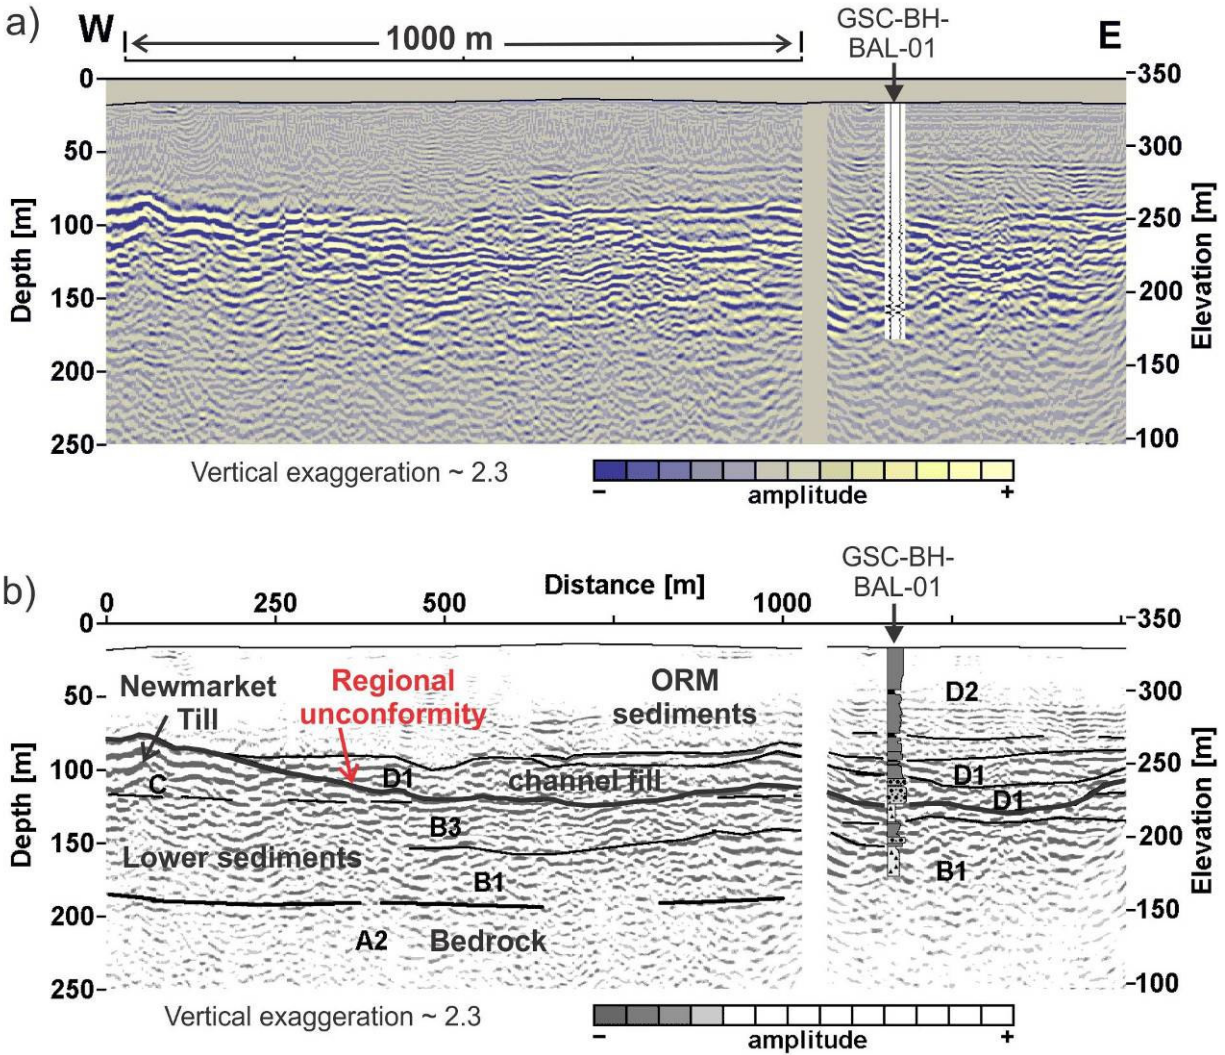 a)
W
1000 m
GSC-BH-
BAL-01
E
0
50
100
150
200
250
Depth [m]
350
300
250
200
150
100
Elevation [m]
Vertical exaggeration ~ 2.3
–
amplitude
+
b)
GSC-BH-
BAL-01
Distance [m]
0
250
500
1000
0
50
100
150
200
250
Depth [m]
350
300
250
200
150
100
Elevation [m]
Newmarket
Till
Regional
unconformity
ORM
sediments
D2
C
D1
channel fill
D1
D1
B3
Lower sediments
B1
B1
A2
Bedrock
Vertical exaggeration ~ 2.3
–
amplitude
+